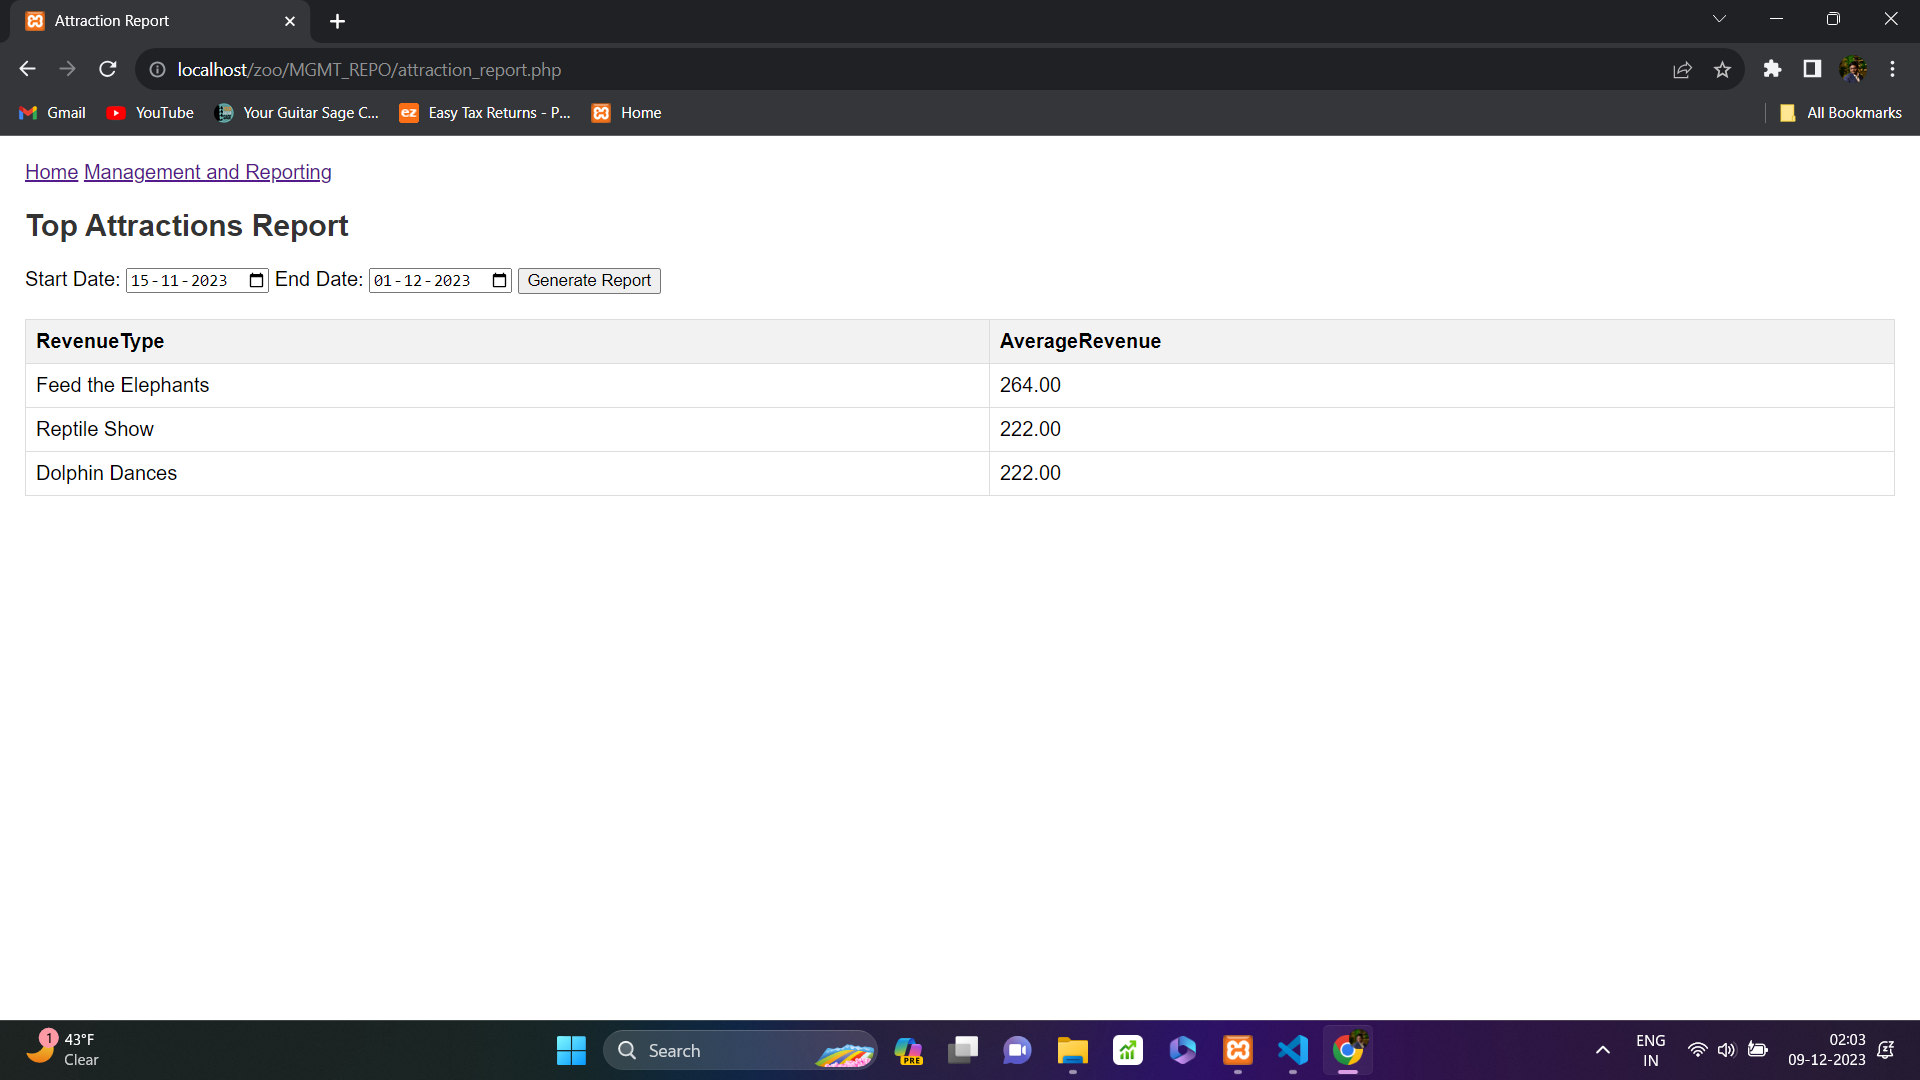 Attraction Report
localhost/zoo/MGMT_REPO/attraction_report.php
Gmail YouTube Your Guitar Sage C... ez Easy Tax Returns - P... Home All Bookmarks
Home Management and Reporting
Top Attractions Report
Start Date: 15-11-2023 End Date: 01-12-2023 Generate Report
RevenueType AverageRevenue
Feed the Elephants 264.00
Reptile Show 222.00
Dolphin Dances 222.00
1 43°F
Clear
Search
PRE
ENG
IN
02:03
09-12-2023